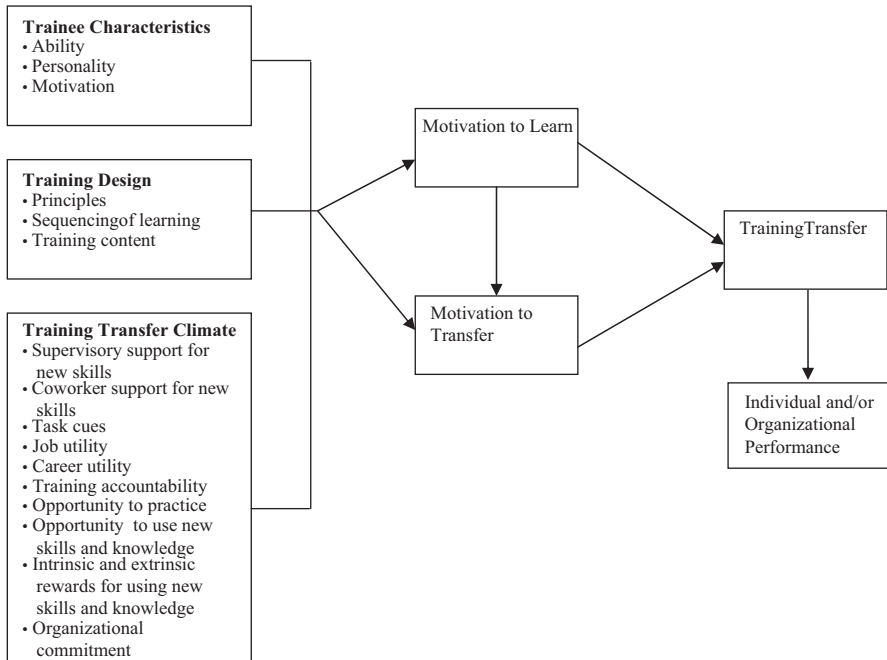 Trainee Characteristics
• Ability
• Personality
• Motivation
Training Design
• Principles
• Sequencingof learning
• Training content
Training Transfer Climate
• Supervisory support for
new skills
• Coworker support for new
skills
• Task cues
• Job utility
• Career utility
• Training accountability
• Opportunity to practice
• Opportunity to use new
skills and knowledge
• Intrinsic and extrinsic
rewards for using new
skills and knowledge
• Organizational
commitment
Motivation to Learn
Motivation to
Transfer
TrainingTransfer
Individual and/or
Organizational
Performance